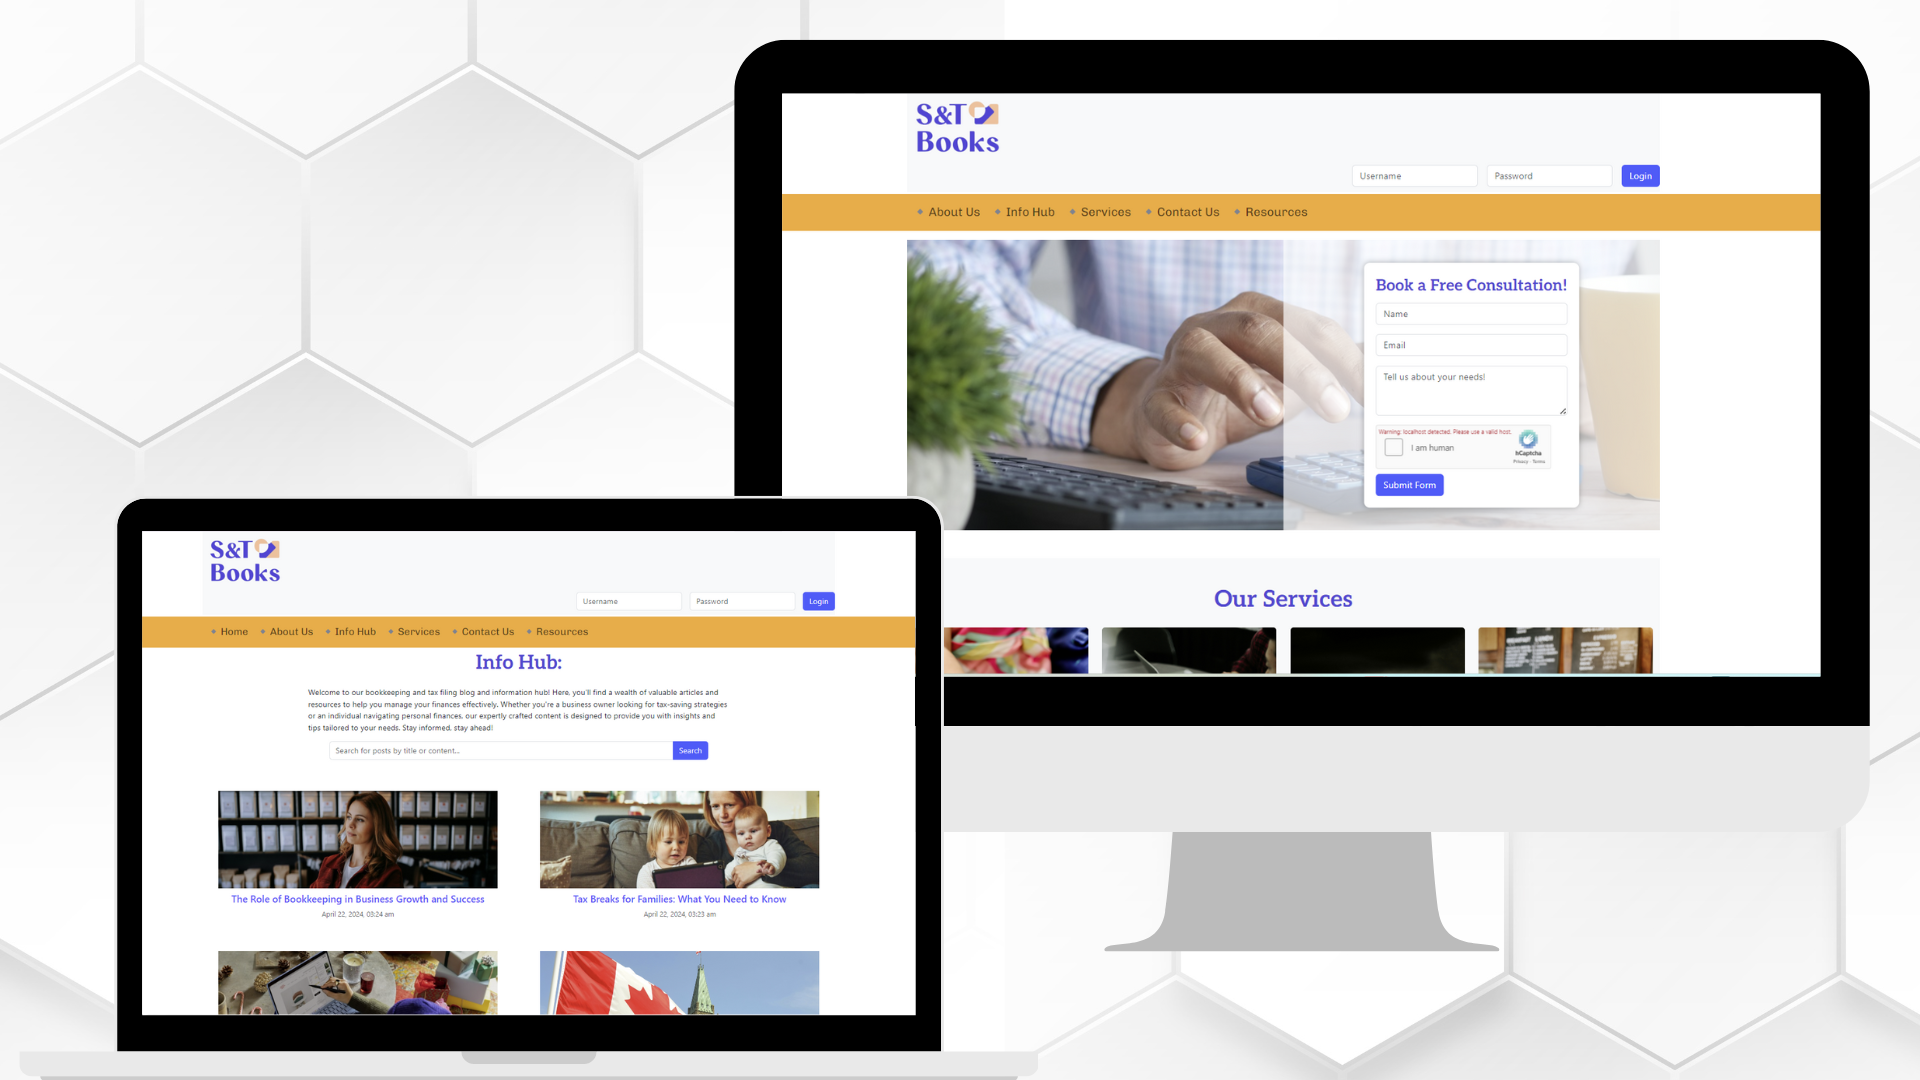 S&T
Books
Username
Password
Login
About Us
Info Hub
Services
Contact Us
Resources
Book a Free Consultation!
Name
Email
Tell us about your needs!
Warning: localhost detected. Please use a valid host.
I am human
hCaptcha
Privacy - Terms
Submit Form
Our Services
S&T
Books
Username
Password
Login
Home
About Us
Info Hub
Services
Contact Us
Resources
Info Hub:
Welcome to our bookkeeping and tax filing blog and information hub! Here, you'll find a wealth of valuable articles and
resources to help you manage your finances effectively. Whether you're a business owner looking for tax-saving strategies
or an individual navigating personal finances, our expertly crafted content is designed to provide you with insights and
tips tailored to your needs. Stay informed, stay ahead!
Search for posts by title or content...
Search
The Role of Bookkeeping in Business Growth and Success
April 22, 2024, 03:24 am
Tax Breaks for Families: What You Need to Know
April 22, 2024, 03:23 am